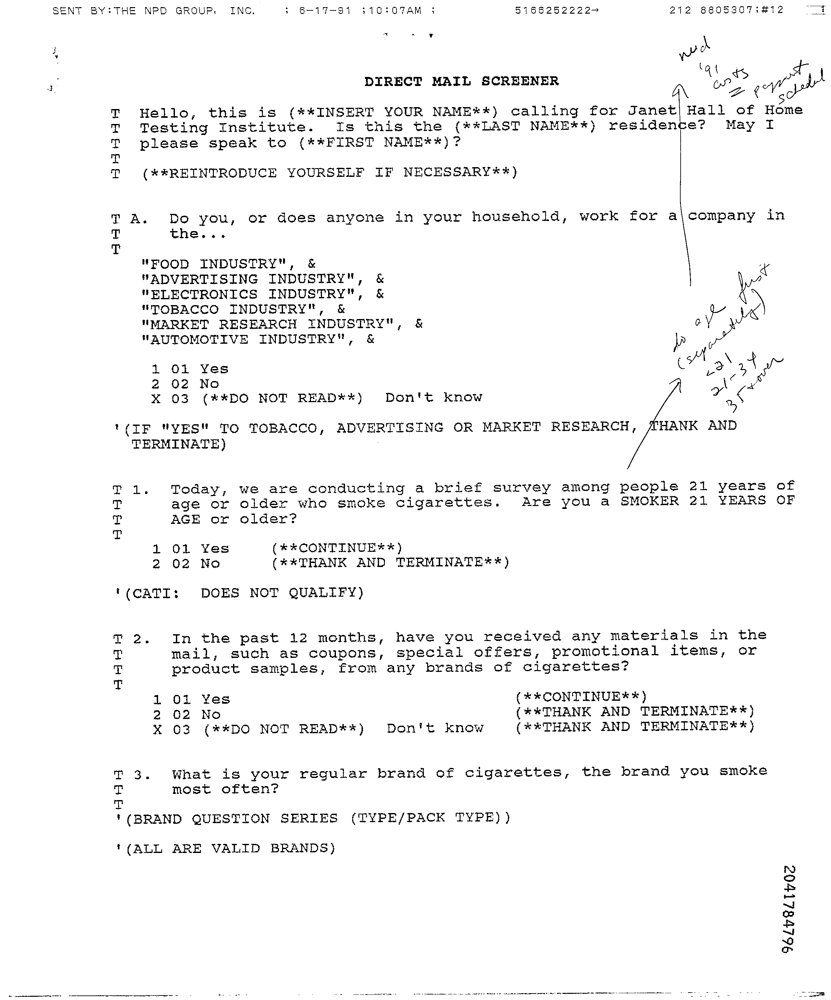 SENT BY:THE NPD GROUP, INC. ; 6-17-91 ;10:07AM ; 5166252222→ 212 8805307;#12
need
'91
costs
= payment
schedul
DIRECT MAIL SCREENER
T Hello, this is (**INSERT YOUR NAME**) calling for Janet Hall of Home
T Testing Institute. Is this the (**LAST NAME**) residence? May I
T please speak to (**FIRST NAME**)?
T
T (**REINTRODUCE YOURSELF IF NECESSARY**)
T A. Do you, or does anyone in your household, work for a company in
T the...
T
"FOOD INDUSTRY", &
"ADVERTISING INDUSTRY", &
"ELECTRONICS INDUSTRY", &
"TOBACCO INDUSTRY", &
"MARKET RESEARCH INDUSTRY", &
"AUTOMOTIVE INDUSTRY", &
do age first
(separately)
<21
21-34
35+over
1 01 Yes
2 02 No
X 03 (**DO NOT READ**) Don't know
'(IF "YES" TO TOBACCO, ADVERTISING OR MARKET RESEARCH, THANK AND
TERMINATE)
T 1. Today, we are conducting a brief survey among people 21 years of
T age or older who smoke cigarettes. Are you a SMOKER 21 YEARS OF
T AGE or older?
T
1 01 Yes (**CONTINUE**)
2 02 No (**THANK AND TERMINATE**)
'(CATI: DOES NOT QUALIFY)
T 2. In the past 12 months, have you received any materials in the
T mail, such as coupons, special offers, promotional items, or
T product samples, from any brands of cigarettes?
T
1 01 Yes (**CONTINUE**)
2 02 No (**THANK AND TERMINATE**)
X 03 (**DO NOT READ**) Don't know (**THANK AND TERMINATE**)
T 3. What is your regular brand of cigarettes, the brand you smoke
T most often?
T
'(BRAND QUESTION SERIES (TYPE/PACK TYPE))
'(ALL ARE VALID BRANDS)
2041784796